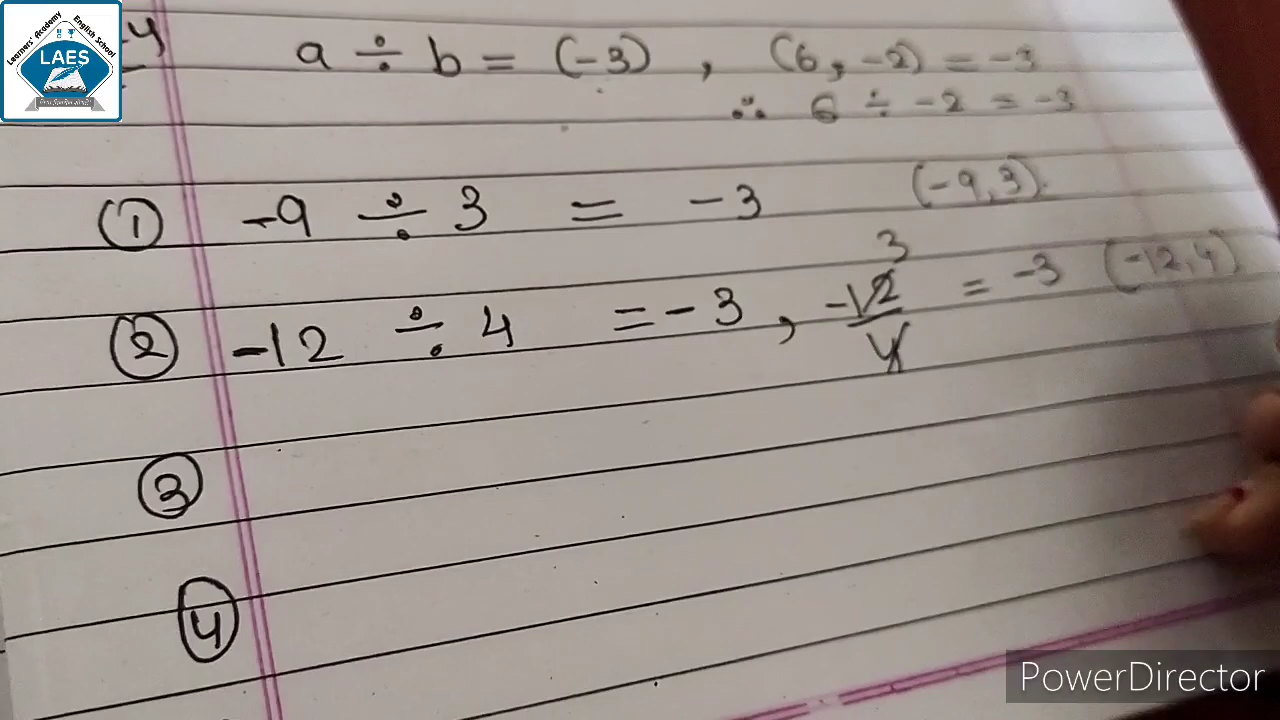 Learners' Academy English School
LAES
a ÷ b = (-3) , (6, -2) = -3
∴ 6 ÷ -2 = -3
① -9 ÷ 3 = -3 (-9,3)
3
② -12 ÷ 4 = -3 , -12/4 = -3 (-12,4)
③
④
PowerDirector